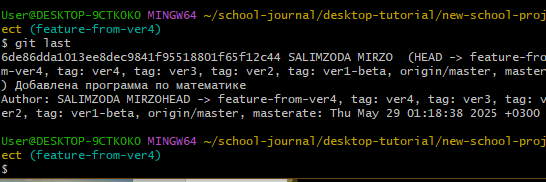 User@DESKTOP-9CTKOKO MINGW64 ~/school-journal/desktop-tutorial/new-school-proj
ect (feature-from-ver4)
$ git last
6de86dda1013ee8dec9841f95518801f65f12c44 SALIMZODA MIRZO  (HEAD -> feature-fro
m-ver4, tag: ver4, tag: ver3, tag: ver2, tag: ver1-beta, origin/master, master
) Добавлена программа по математике
Author: SALIMZODA MIRZOHEAD -> feature-from-ver4, tag: ver4, tag: ver3, tag: v
er2, tag: ver1-beta, origin/master, masterate: Thu May 29 01:18:38 2025 +0300
User@DESKTOP-9CTKOKO MINGW64 ~/school-journal/desktop-tutorial/new-school-proj
ect (feature-from-ver4)
$